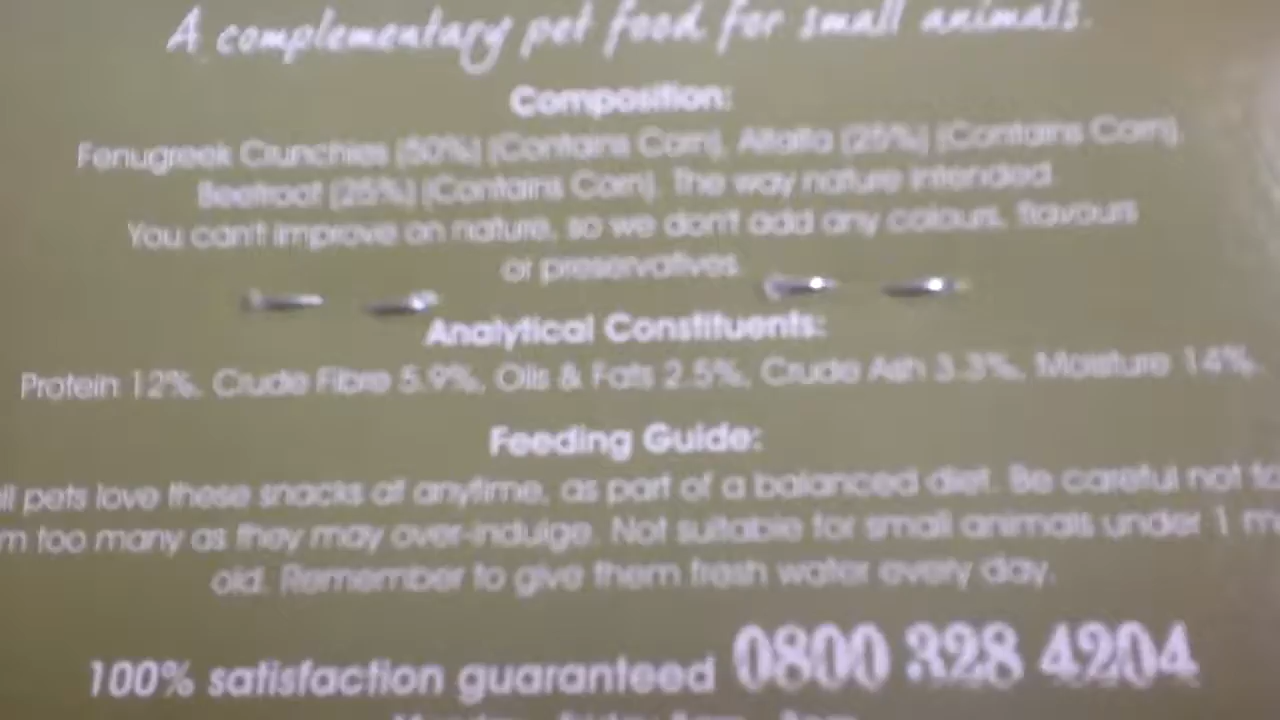 A complementary pet food for small animals.
Composition:
Fenugreek Crunchies (50%) (Contains Corn), Alfalfa (25%) (Contains Corn),
Beetroot (25%) (Contains Corn). The way nature intended.
You can't improve on nature, so we don't add any colours, flavours
or preservatives.
Analytical Constituents:
Protein 12%, Crude Fibre 5.9%, Oils & Fats 2.5%, Crude Ash 3.3%, Moisture 14%.
Feeding Guide:
pets love these snacks at anytime, as part of a balanced diet. Be careful not to
too many as they may over-indulge. Not suitable for small animals under 1
old. Remember to give them fresh water every day.
100% satisfaction guaranteed 0800 328 4204